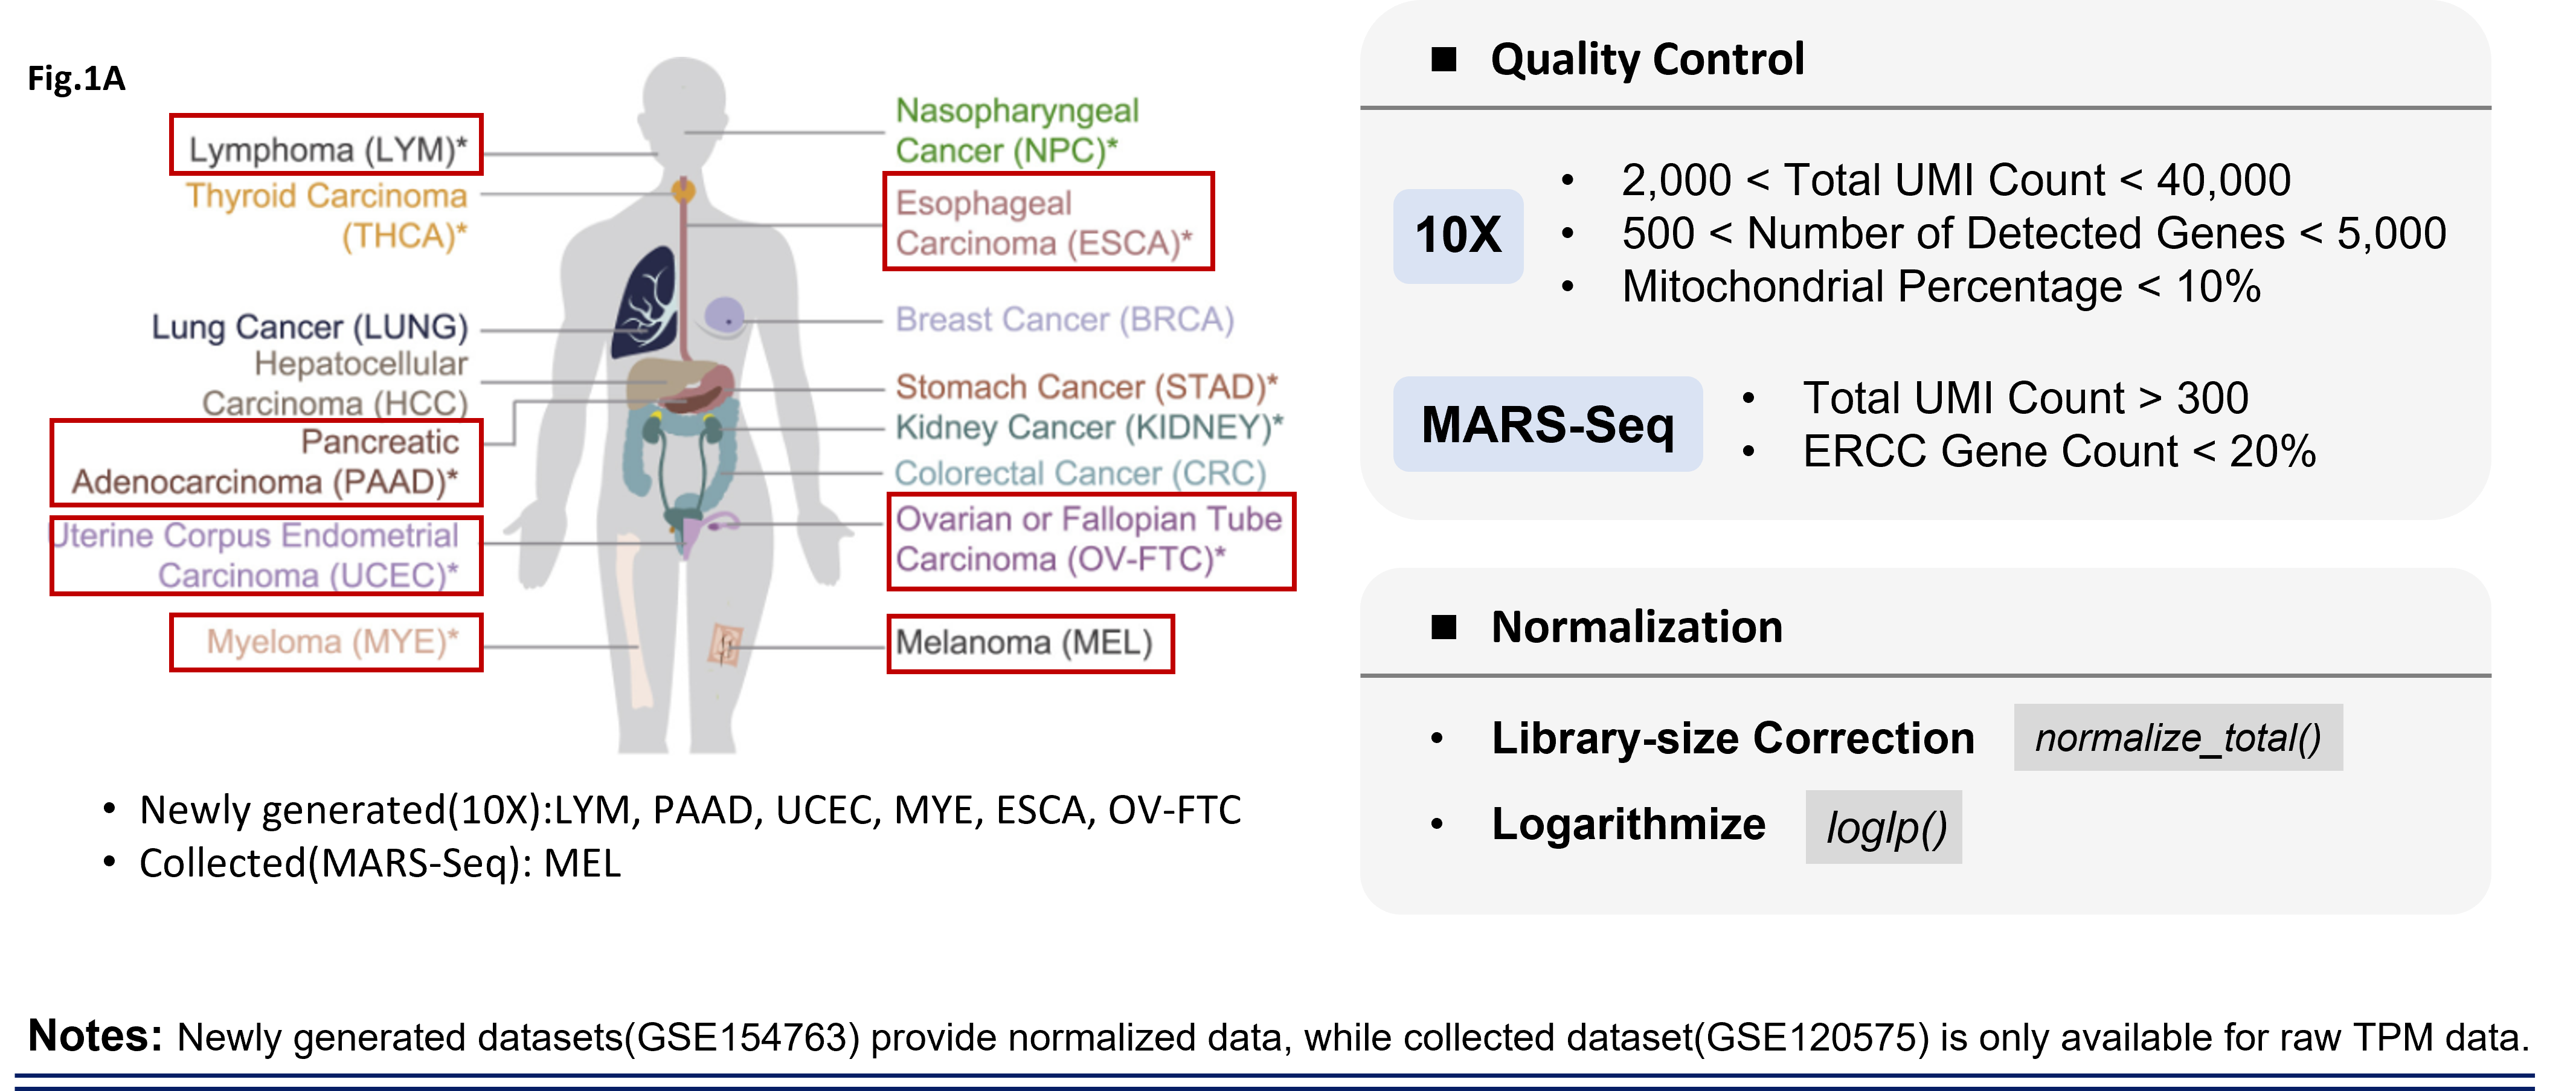 Fig.1A
Lymphoma (LYM)*
Thyroid Carcinoma
(THCA)*
Lung Cancer (LUNG)
Hepatocellular
Carcinoma (HCC)
Pancreatic
Adenocarcinoma (PAAD)*
Uterine Corpus Endometrial
Carcinoma (UCEC)*
Myeloma (MYE)*
Nasopharyngeal
Cancer (NPC)*
Esophageal
Carcinoma (ESCA)*
Breast Cancer (BRCA)
Stomach Cancer (STAD)*
Kidney Cancer (KIDNEY)*
Colorectal Cancer (CRC)
Ovarian or Fallopian Tube
Carcinoma (OV-FTC)*
Melanoma (MEL)
• Newly generated(10X):LYM, PAAD, UCEC, MYE, ESCA, OV-FTC
• Collected(MARS-Seq): MEL
■ Quality Control
10X
• 2,000 < Total UMI Count < 40,000
• 500 < Number of Detected Genes < 5,000
• Mitochondrial Percentage < 10%
MARS-Seq
• Total UMI Count > 300
• ERCC Gene Count < 20%
■ Normalization
• Library-size Correction normalize_total()
• Logarithmize logIp()
Notes: Newly generated datasets(GSE154763) provide normalized data, while collected dataset(GSE120575) is only available for raw TPM data.